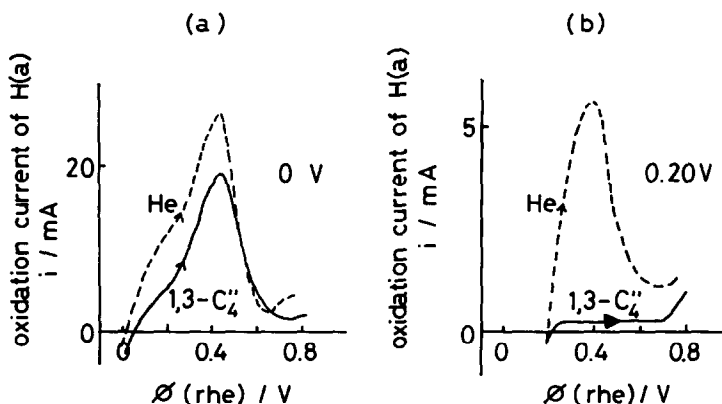 (a)
oxidation current of H(a)
i / mA
20
0
He
0 V
1,3-C₄″
0
0.4
0.8
∅ (rhe) / V
(b)
oxidation current of H(a)
i / mA
5
0
He
0.20V
1,3-C₄″
0
0.4
0.8
∅ (rhe)/ V